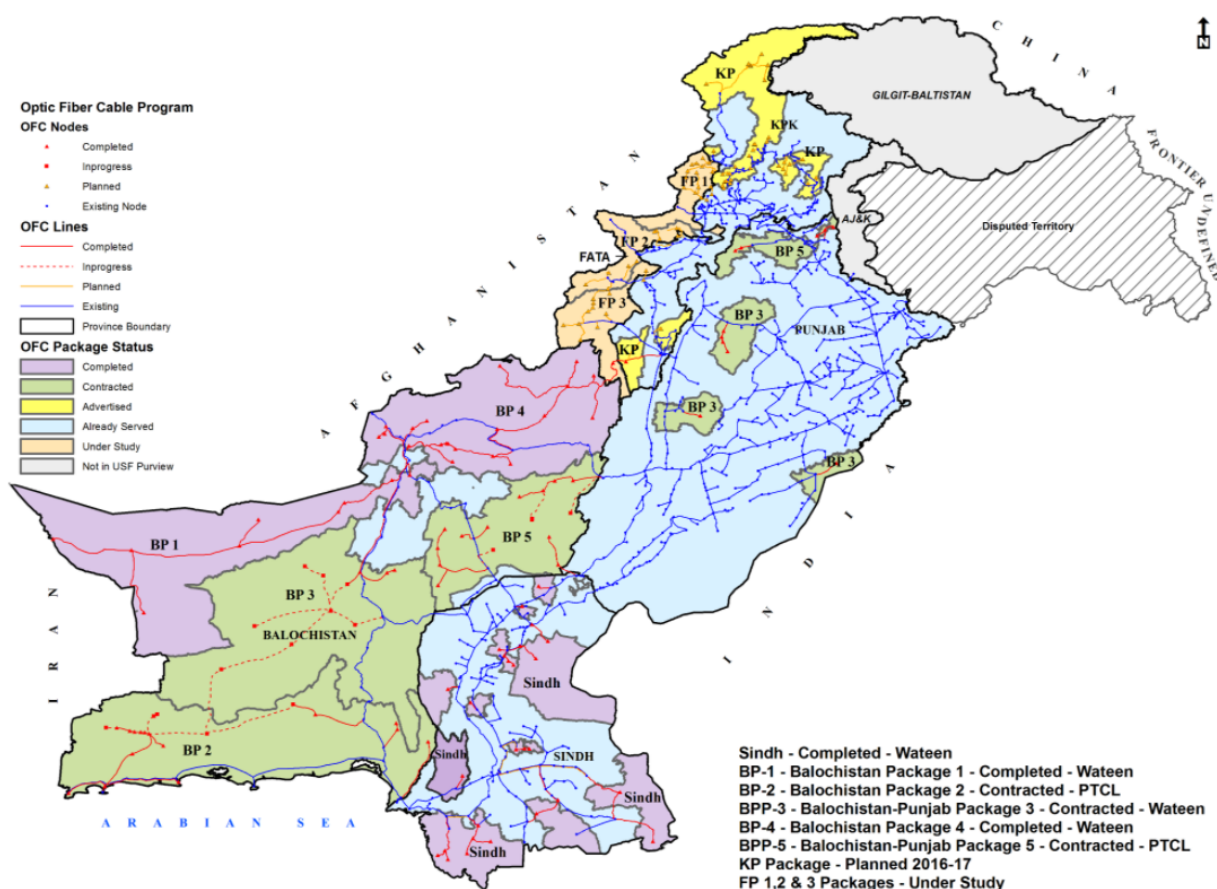 Optic Fiber Cable Program
OFC Nodes
Completed
Inprogress
Planned
Existing Node
OFC Lines
Completed
Inprogress
Planned
Existing
Province Boundary
OFC Package Status
Completed
Contracted
Advertised
Already Served
Under Study
Not in USF Purview
N
CHINA
KP
GILGIT-BALTISTAN
KPK
KP
FRONTIER UNDEFINED
FP 1
AJ&K
Disputed Territory
FP 2
BP 5
FATA
FP 3
BP 3
PUNJAB
KP
AFGHANISTAN
BP 4
BP 3
BP 3
INDIA
BP 1
BP 5
BP 3
BALOCHISTAN
IRAN
Sindh
BP 2
Sindh
SINDH
Sindh
Sindh
ARABIAN SEA
Sindh - Completed - Wateen
BP-1 - Balochistan Package 1 - Completed - Wateen
BP-2 - Balochistan Package 2 - Contracted - PTCL
BPP-3 - Balochistan-Punjab Package 3 - Contracted - Wateen
BP-4 - Balochistan Package 4 - Completed - Wateen
BPP-5 - Balochistan-Punjab Package 5 - Contracted - PTCL
KP Package - Planned 2016-17
FP 1,2 & 3 Packages - Under Study